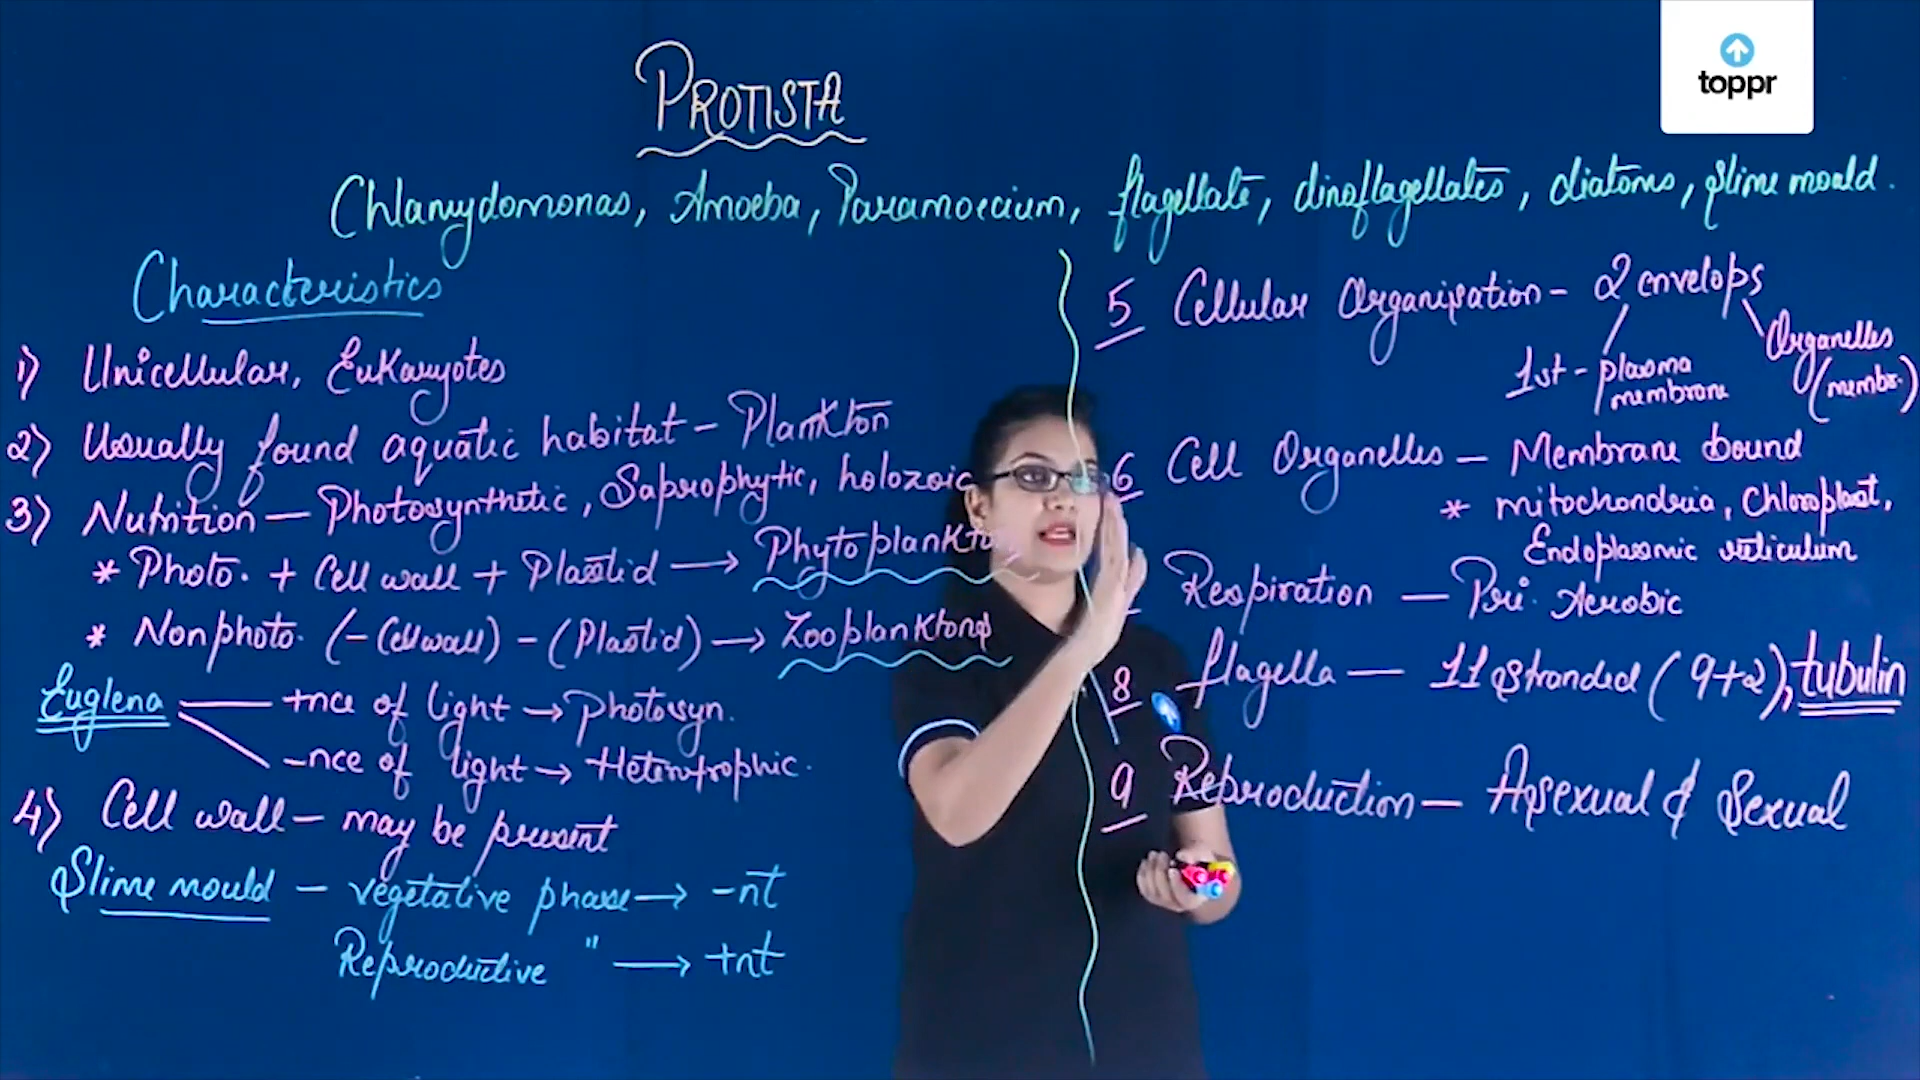 toppr
PROTISTA
Chlamydomonas, Amoeba, Paramoecium, flagellate, dinoflagellates, diatoms, slime mould.
Characteristics
1) Unicellular, Eukaryotes
2) Usually found aquatic habitat - Plankton
3) Nutrition - Photosynthetic, Saprophytic, holozoic
* Photo. + Cell wall + Plastid → Phytoplankton
* Nonphoto. (-Cell wall) - (Plastid) → Zooplanktons
Euglena
+nce of light → Photosyn.
-nce of light → Heterotrophic.
4) Cell wall - may be present
Slime mould - vegetative phase → -nt
Reproductive " → +nt
5 Cellular Organisation - 2 envelops
1st - plasma
membrane
Organelles
(membr.)
6 Cell Organelles - Membrane bound
* mitochondria, Chloroplast,
Endoplasmic reticulum
Respiration - Pri. Aerobic
8 flagella - 11 stranded (9+2), tubulin
9 Reproduction - Asexual & Sexual